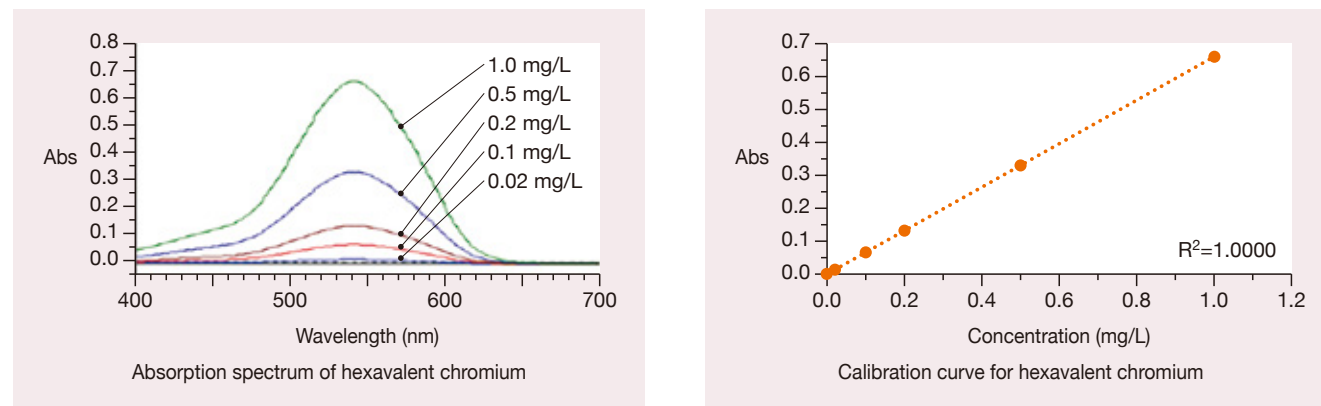 0.8
0.7
0.6
0.5
0.4
0.3
0.2
0.1
0.0
Abs
1.0 mg/L
0.5 mg/L
0.2 mg/L
0.1 mg/L
0.02 mg/L
400 500 600 700
Wavelength (nm)
Absorption spectrum of hexavalent chromium
0.7
0.6
0.5
0.4
0.3
0.2
0.1
0.0
Abs
R²=1.0000
0.0 0.2 0.4 0.6 0.8 1.0 1.2
Concentration (mg/L)
Calibration curve for hexavalent chromium